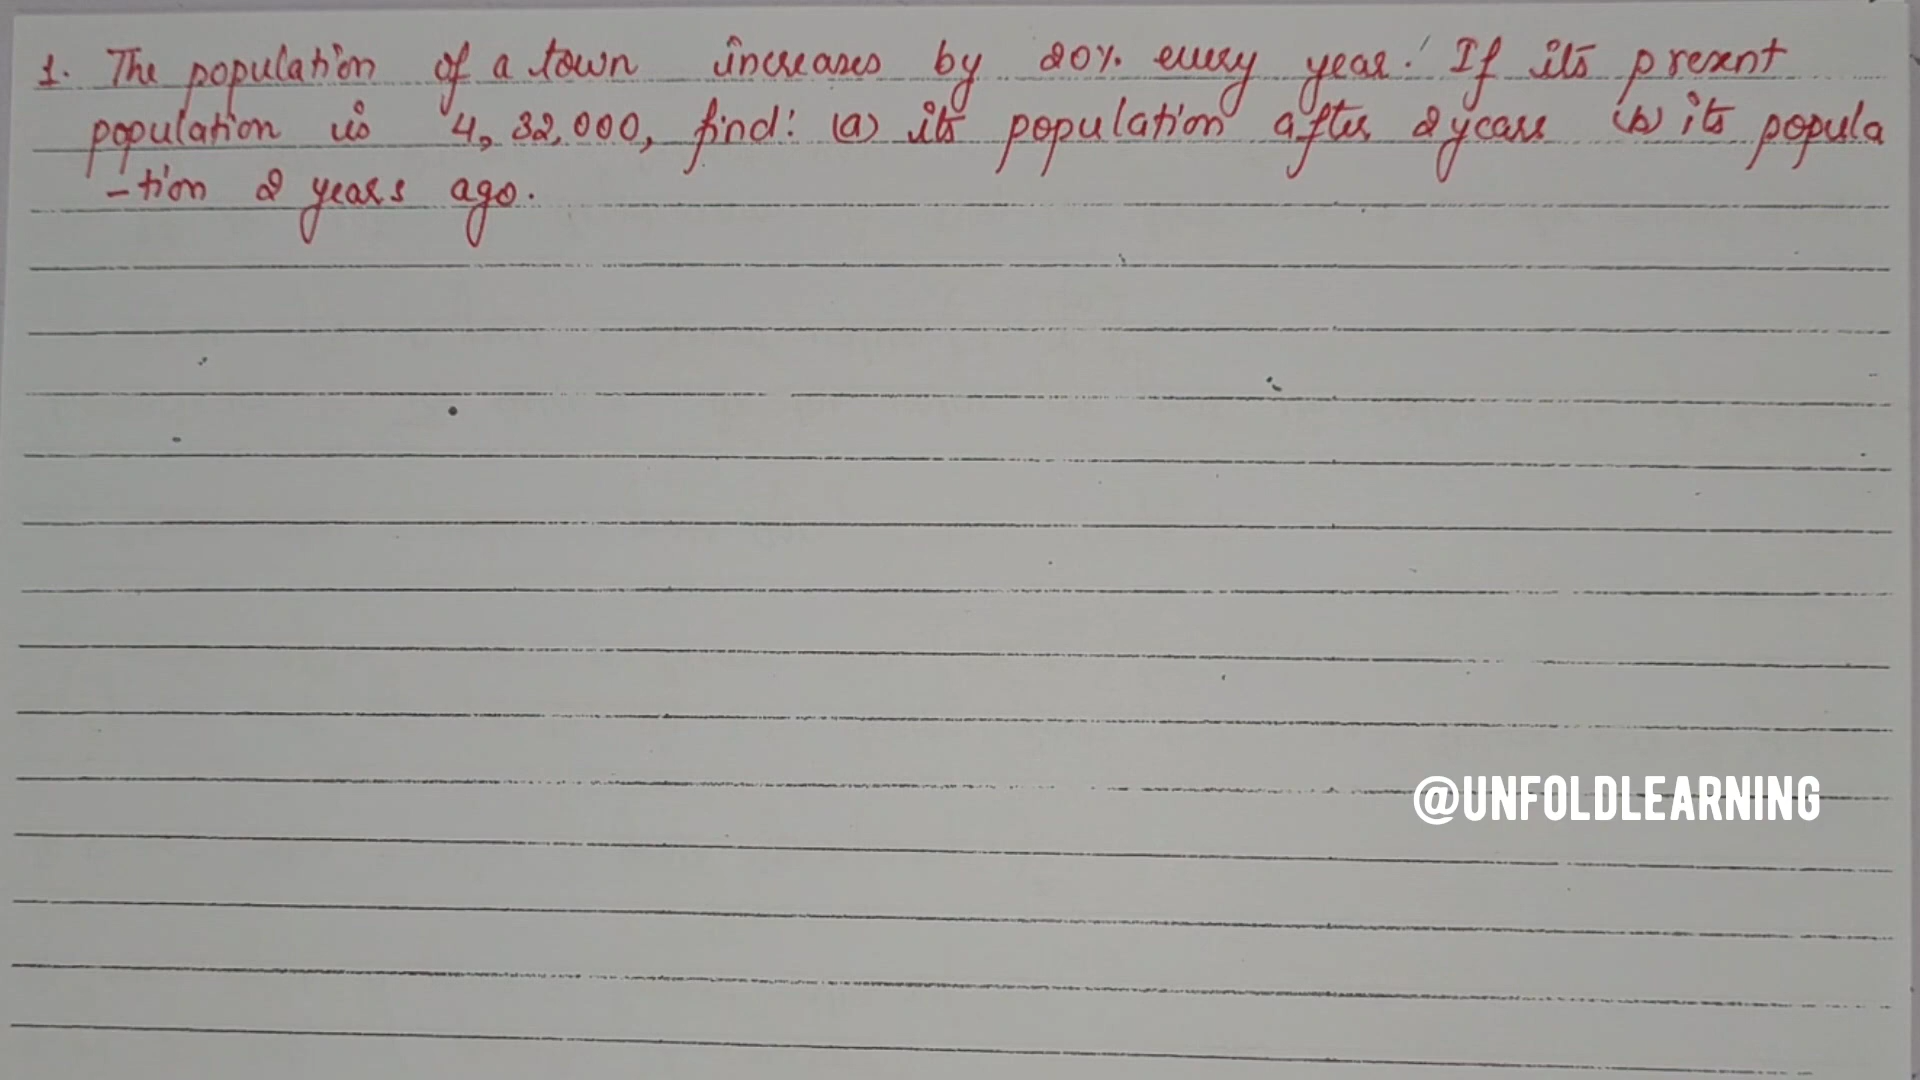 1. The population of a town increases by 20% every year. If its present
population is 4,32,000, find: (a) its population after 2 years (b) its popula
-tion 2 years ago.
@UNFOLDLEARNING